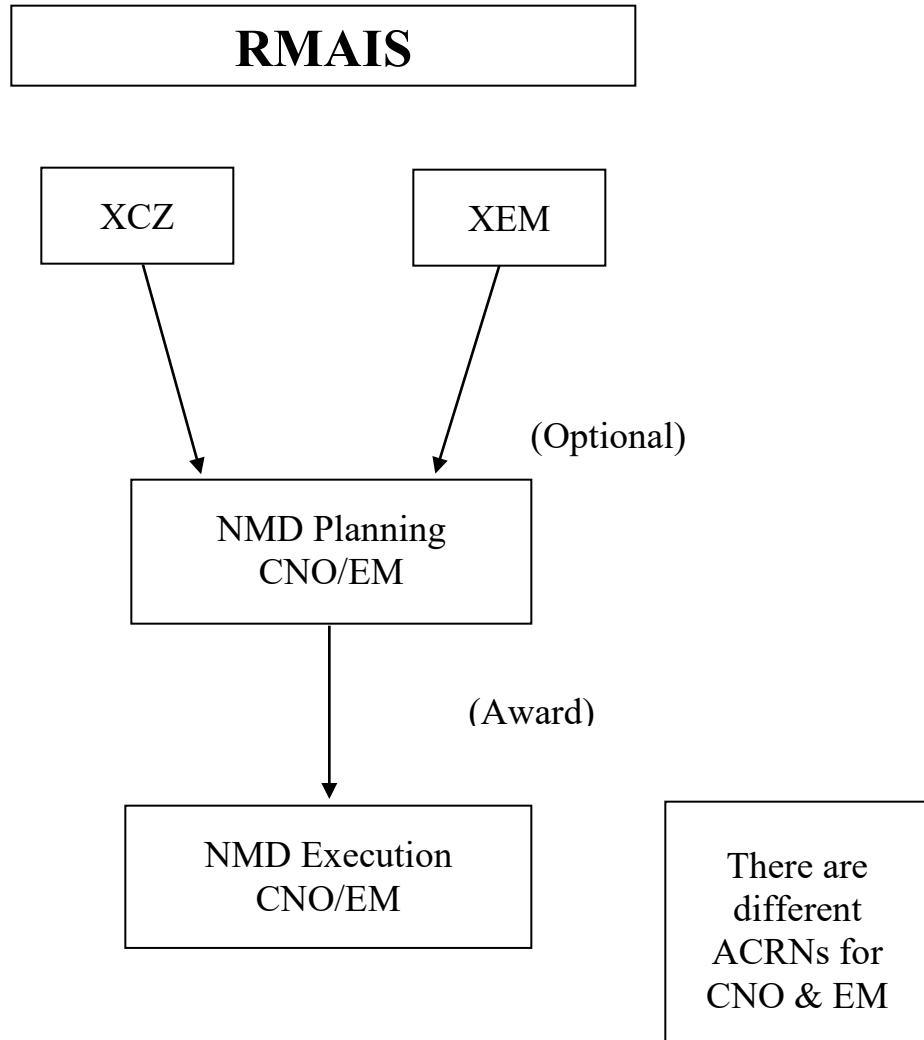 RMAIS
XCZ
XEM
(Optional)
NMD Planning
CNO/EM
(Award)
NMD Execution
CNO/EM
There are
different
ACRNs for
CNO & EM